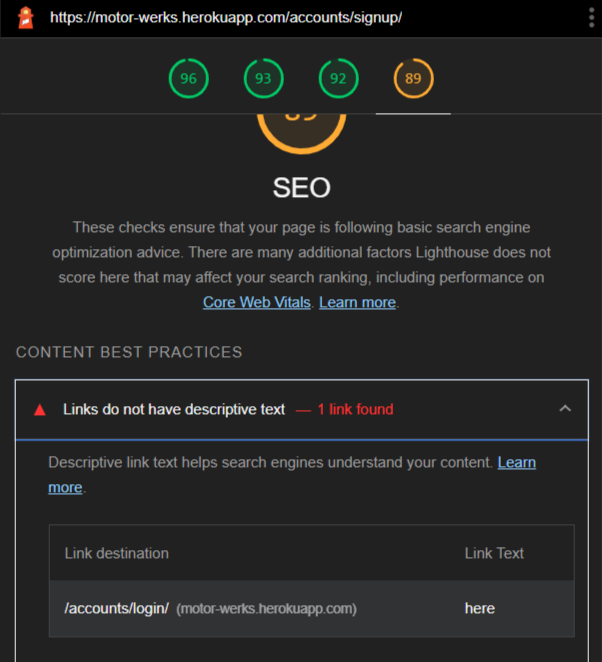 https://motor-werks.herokuapp.com/accounts/signup/
96 93 92 89
89
SEO
These checks ensure that your page is following basic search engine
optimization advice. There are many additional factors Lighthouse does not
score here that may affect your search ranking, including performance on
Core Web Vitals. Learn more.
CONTENT BEST PRACTICES
Links do not have descriptive text — 1 link found
Descriptive link text helps search engines understand your content. Learn
more.
Link destination Link Text
/accounts/login/ (motor-werks.herokuapp.com) here